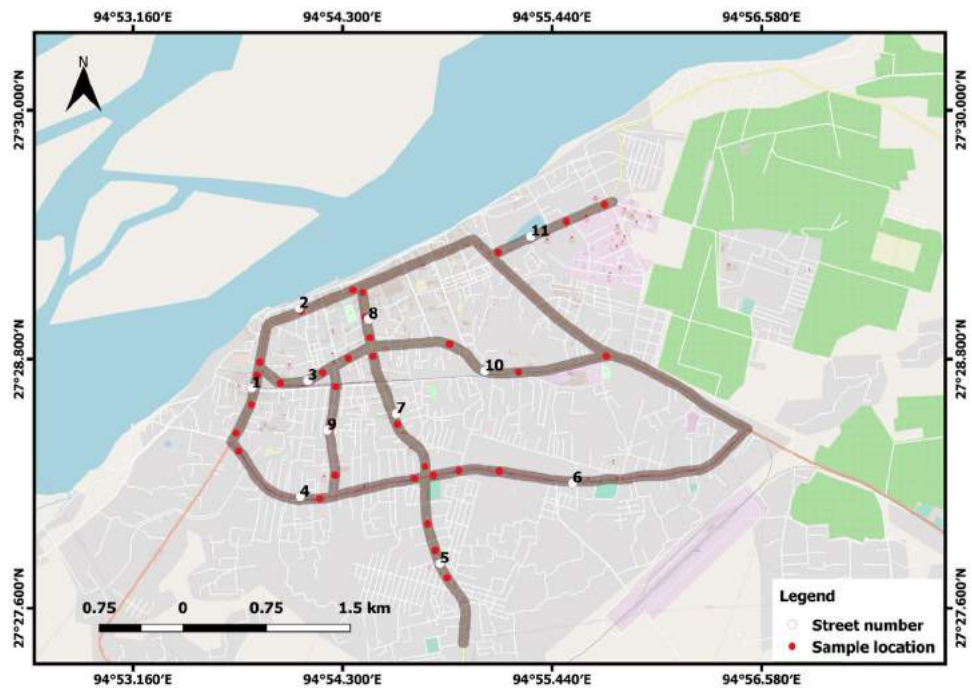 94°53.160'E 94°54.300'E 94°55.440'E 94°56.580'E
N
27°30.000'N 27°30.000'N
11
2
8
27°28.800'N 27°28.800'N
10
3
1
7
9
4
6
5
Legend
0.75 0 0.75 1.5 km
27°27.600'N 27°27.600'N
Street number
Sample location
94°53.160'E 94°54.300'E 94°55.440'E 94°56.580'E